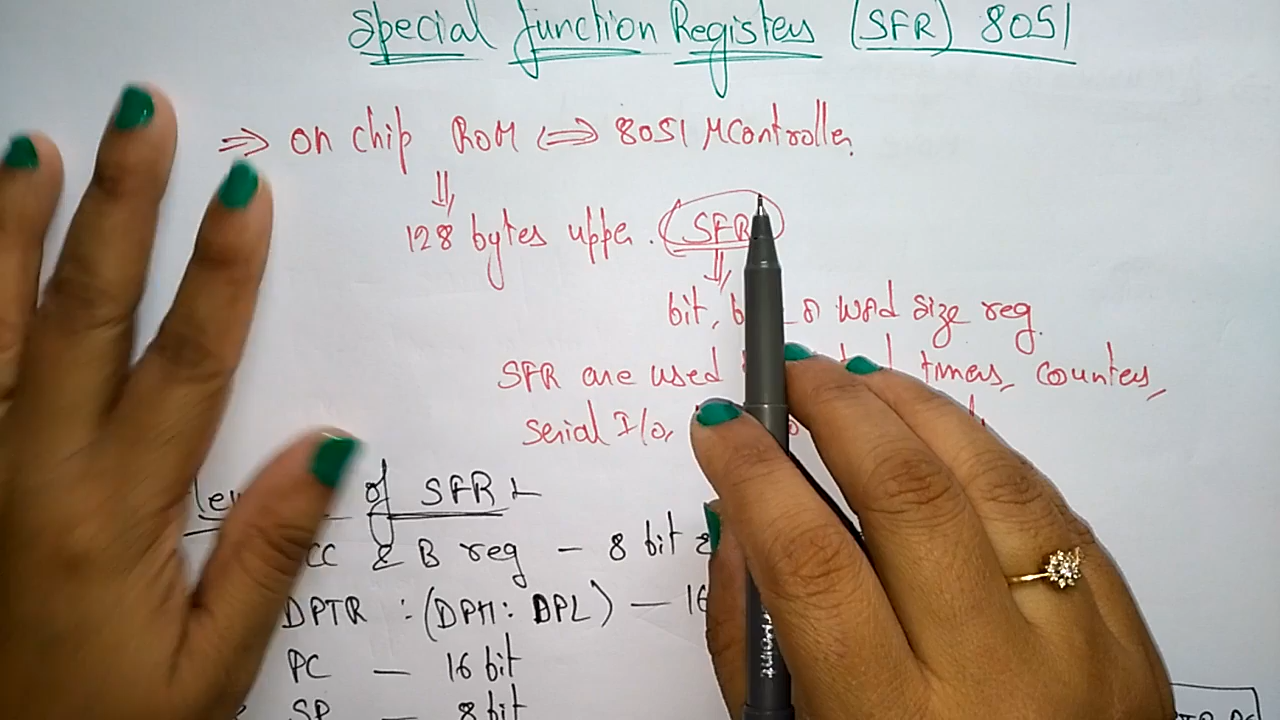 Special function Registers (SFR) 8051
⇒ on chip ROM ⇔ 8051 μController.
128 bytes upper. (SFR
bit, word size reg.
SFR are used timers, counters,
Serial I/O,
of SFR
CC & B reg - 8 bit
DPTR : (DPH: DPL) - 16
PC - 16 bit
SP - 8 bit